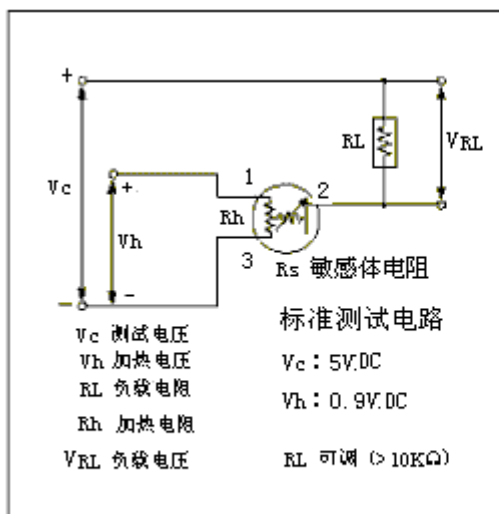 +
RL
VRL
Vc
1
2
+
Rh
Vh
3
Rs 敏感体电阻
-
-
标准测试电路
Vc 测试电压
Vh 加热电压
RL 负载电阻
Rh 加热电阻
VRL 负载电压
Vc：5V.DC
Vh：0.9V.DC
RL 可调 (>10KΩ)